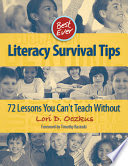 Best
Ever
Literacy Survival Tips
72 Lessons You Can't Teach Without
Lori D. Oczkus
Foreword by Timothy Rasinski